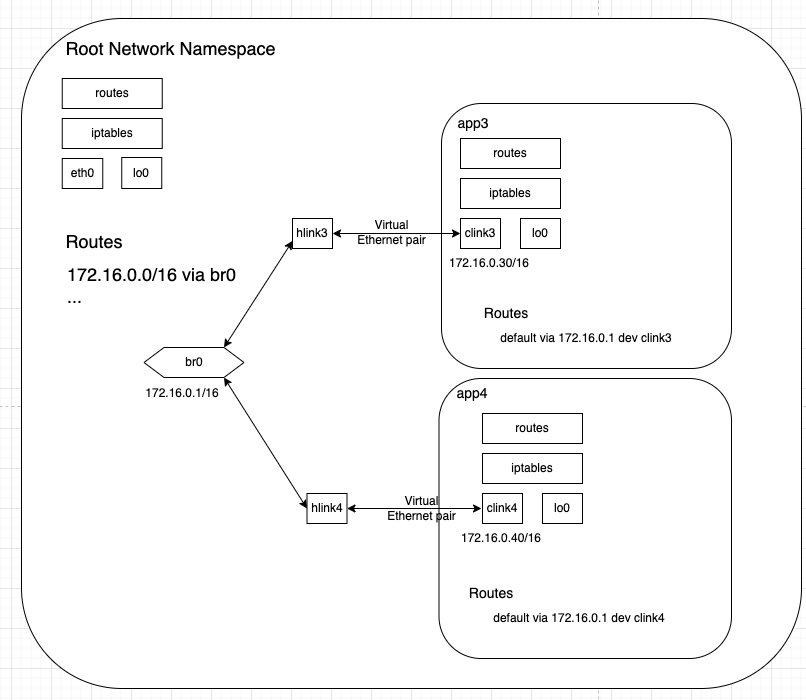 Root Network Namespace
routes
iptables
eth0
lo0
Routes
172.16.0.0/16 via br0
...
br0
172.16.0.1/16
hlink3
Virtual
Ethernet pair
app3
routes
iptables
clink3
lo0
172.16.0.30/16
Routes
default via 172.16.0.1 dev clink3
hlink4
Virtual
Ethernet pair
app4
routes
iptables
clink4
lo0
172.16.0.40/16
Routes
default via 172.16.0.1 dev clink4